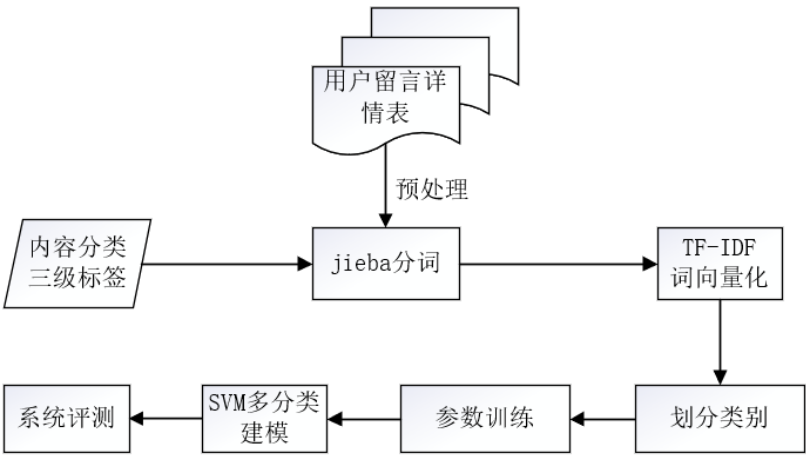 用户留言详
情表
预处理
内容分类
三级标签
jieba分词
TF-IDF
词向量化
系统评测
SVM多分类
建模
参数训练
划分类别